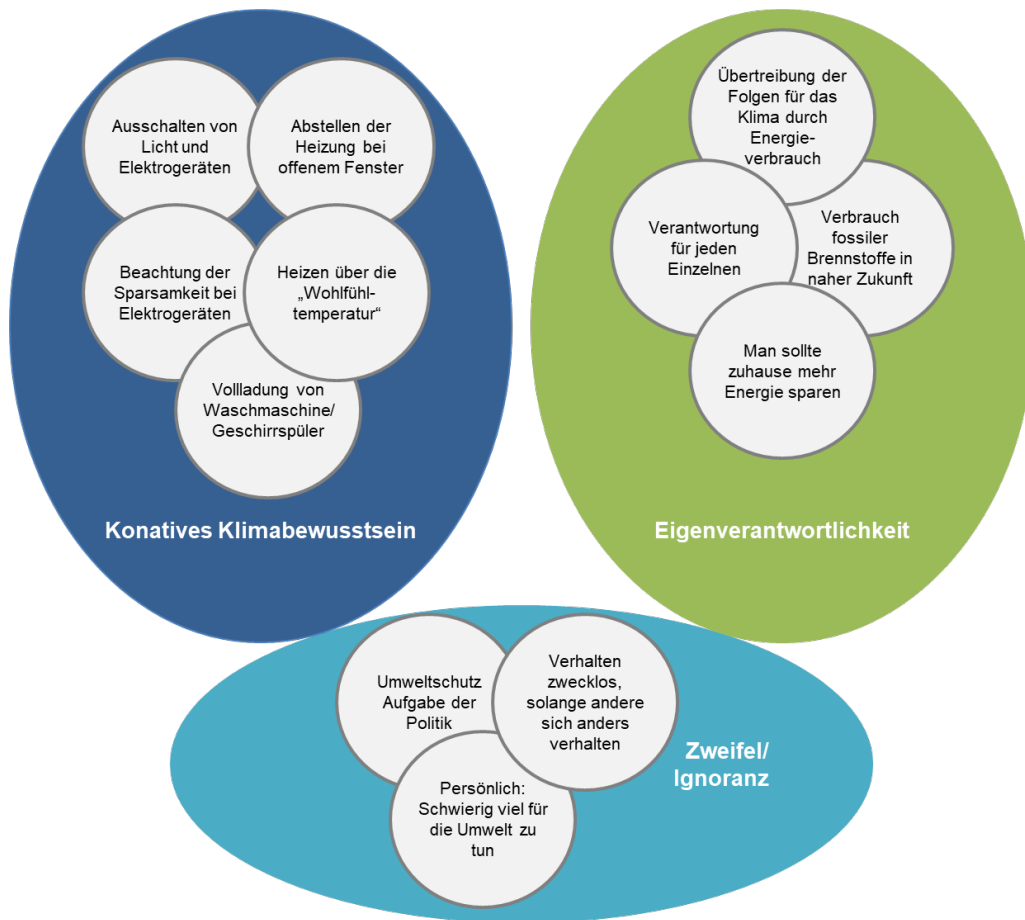 Ausschalten von
Licht und
Elektrogeräten
Abstellen der
Heizung bei
offenem Fenster
Beachtung der
Sparsamkeit bei
Elektrogeräten
Heizen über die
„Wohlfühl-
temperatur“
Vollladung von
Waschmaschine/
Geschirrspüler
Konatives Klimabewusstsein
Übertreibung der
Folgen für das
Klima durch
Energie-
verbrauch
Verantwortung
für jeden
Einzelnen
Verbrauch
fossiler
Brennstoffe in
naher Zukunft
Man sollte
zuhause mehr
Energie sparen
Eigenverantwortlichkeit
Umweltschutz
Aufgabe der
Politik
Verhalten
zwecklos,
solange andere
sich anders
verhalten
Persönlich:
Schwierig viel für
die Umwelt zu
tun
Zweifel/
Ignoranz